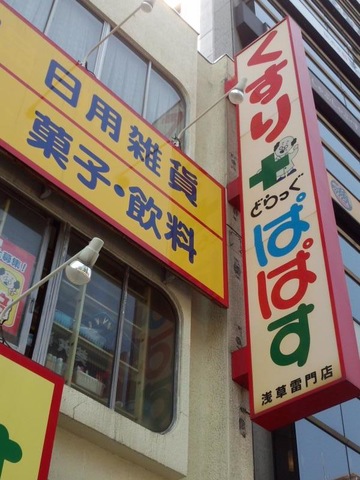 日用雑貨
菓子・飲料
くすり
どらっぐ
ぱぱす
浅草雷門店